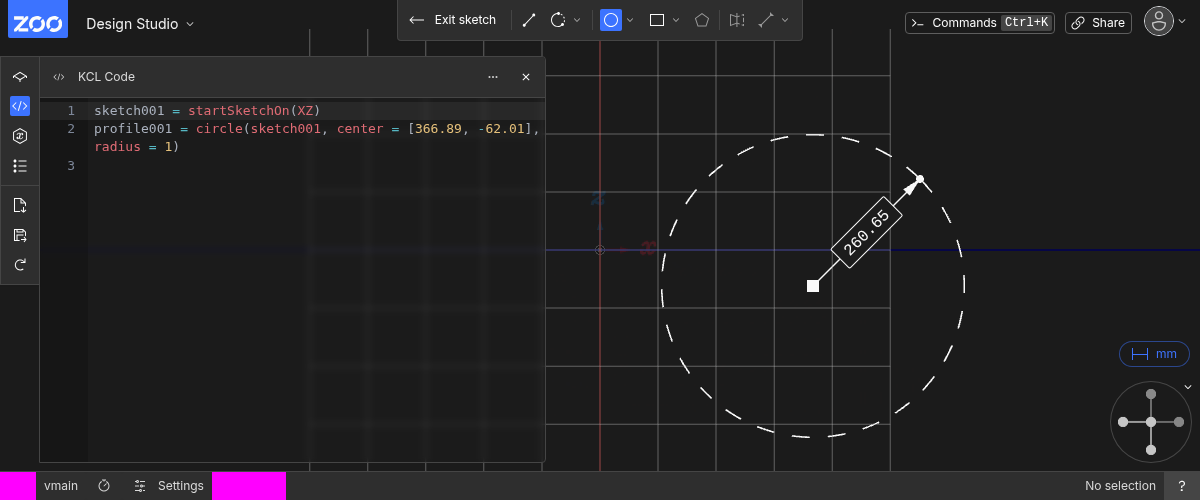 ZOO
Design Studio
Exit sketch
Commands Ctrl+K
Share
KCL Code
1 sketch001 = startSketchOn(XZ)
2 profile001 = circle(sketch001, center = [366.89, -62.01],
radius = 1)
3
z
x
260.65
mm
vmain
Settings
No selection
?